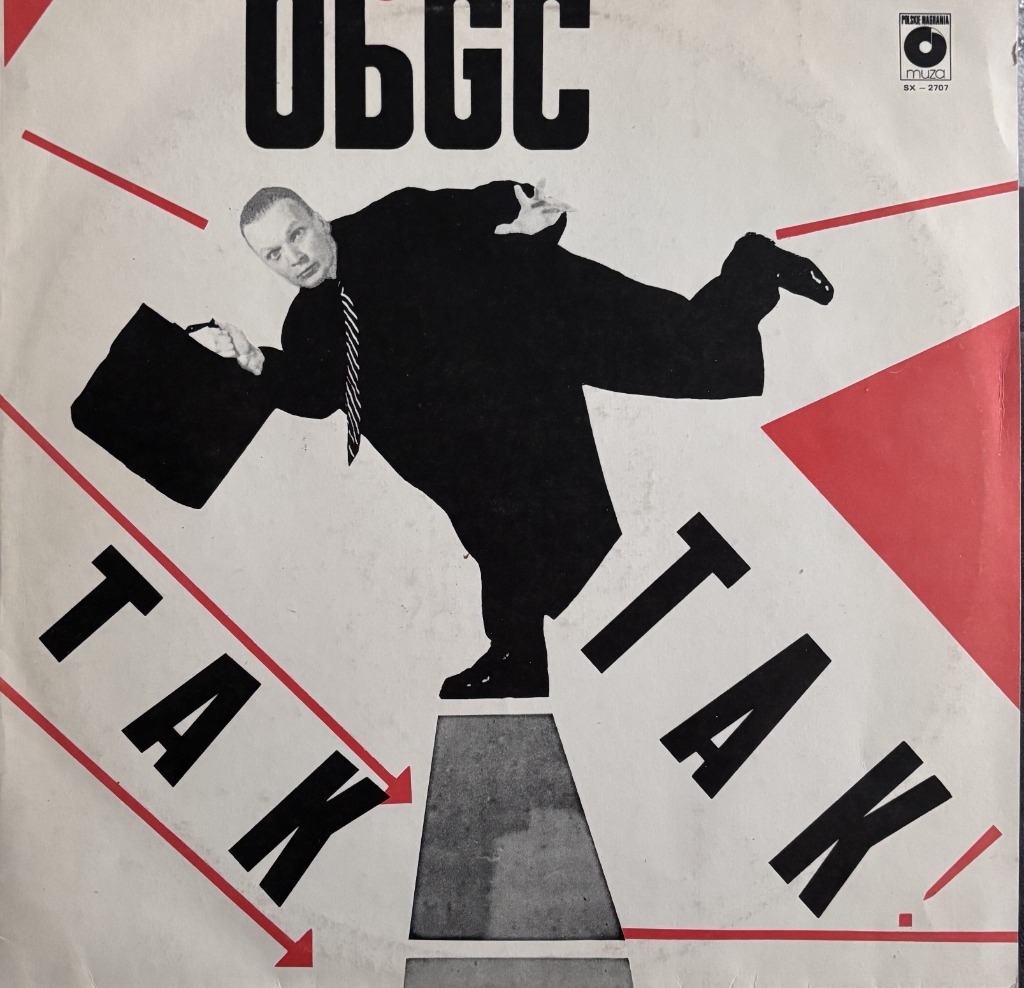 ObGC
POLSKIE NAGRANIA
muza
SX – 2707
TAK
TAK!